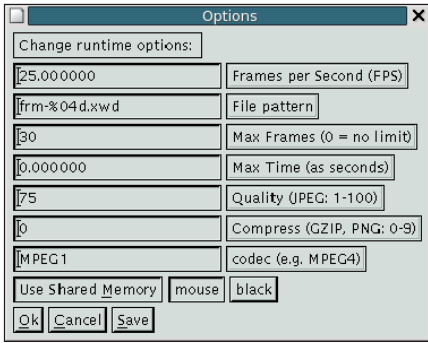 Options
Change runtime options:
25.000000 Frames per Second (FPS)
frm-%04d.xwd File pattern
30 Max Frames (0 = no limit)
0.000000 Max Time (as seconds)
75 Quality (JPEG: 1-100)
0 Compress (GZIP, PNG: 0-9)
MPEG1 codec (e.g. MPEG4)
Use Shared Memory mouse black
Ok Cancel Save